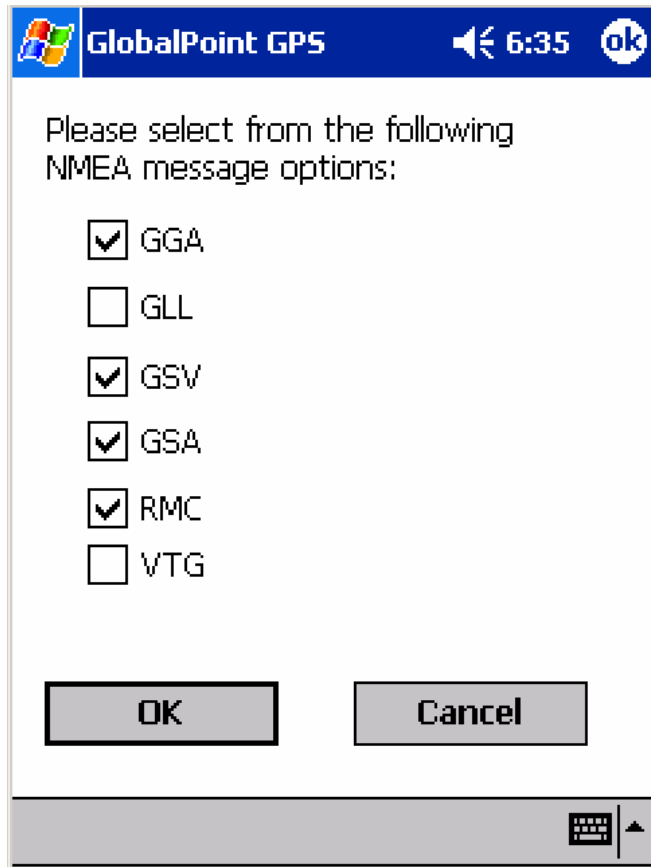 GlobalPoint GPS 6:35 ok
Please select from the following
NMEA message options:
GGA
GLL
GSV
GSA
RMC
VTG
OK Cancel